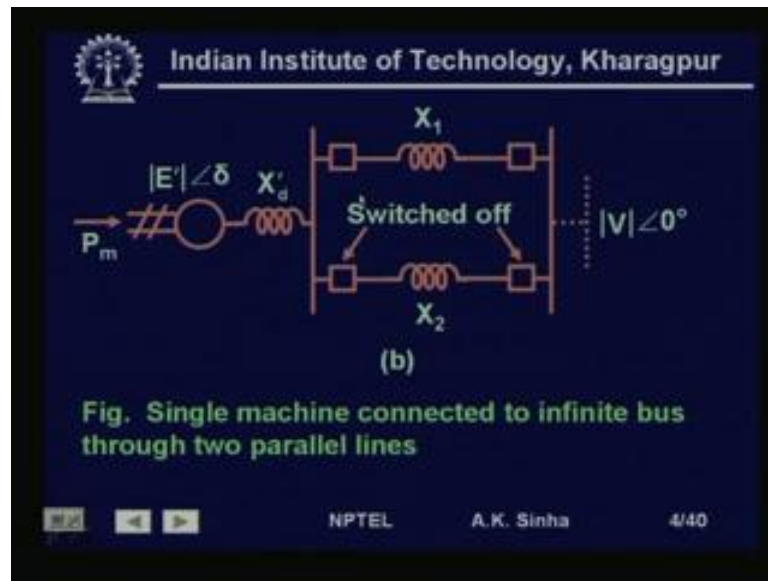 Indian Institute of Technology, Kharagpur
X₁
|E'|∠δ X'd
Switched off
|V|∠0°
Pₘ
X₂
(b)
Fig. Single machine connected to infinite bus
through two parallel lines
NPTEL A.K. Sinha 4/40